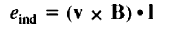 e_ind = (v × B) • l